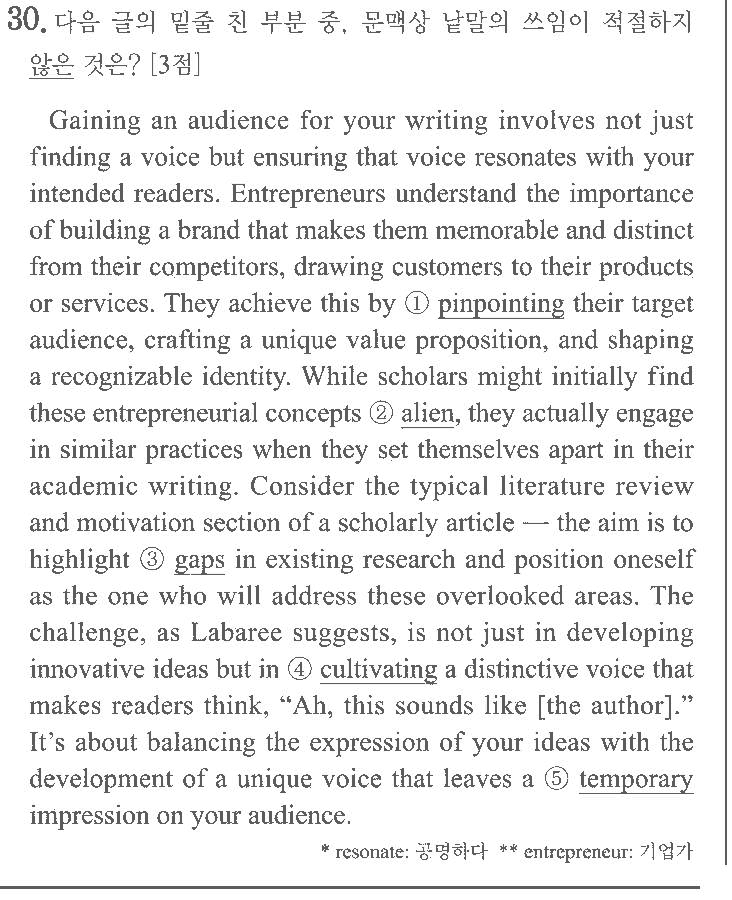 30. 다음 글의 밑줄 친 부분 중, 문맥상 낱말의 쓰임이 적절하지
않은 것은? [3점]
Gaining an audience for your writing involves not just
finding a voice but ensuring that voice resonates with your
intended readers. Entrepreneurs understand the importance
of building a brand that makes them memorable and distinct
from their competitors, drawing customers to their products
or services. They achieve this by ① pinpointing their target
audience, crafting a unique value proposition, and shaping
a recognizable identity. While scholars might initially find
these entrepreneurial concepts ② alien, they actually engage
in similar practices when they set themselves apart in their
academic writing. Consider the typical literature review
and motivation section of a scholarly article — the aim is to
highlight ③ gaps in existing research and position oneself
as the one who will address these overlooked areas. The
challenge, as Labaree suggests, is not just in developing
innovative ideas but in ④ cultivating a distinctive voice that
makes readers think, “Ah, this sounds like [the author].”
It’s about balancing the expression of your ideas with the
development of a unique voice that leaves a ⑤ temporary
impression on your audience.
* resonate: 공명하다 ** entrepreneur: 기업가